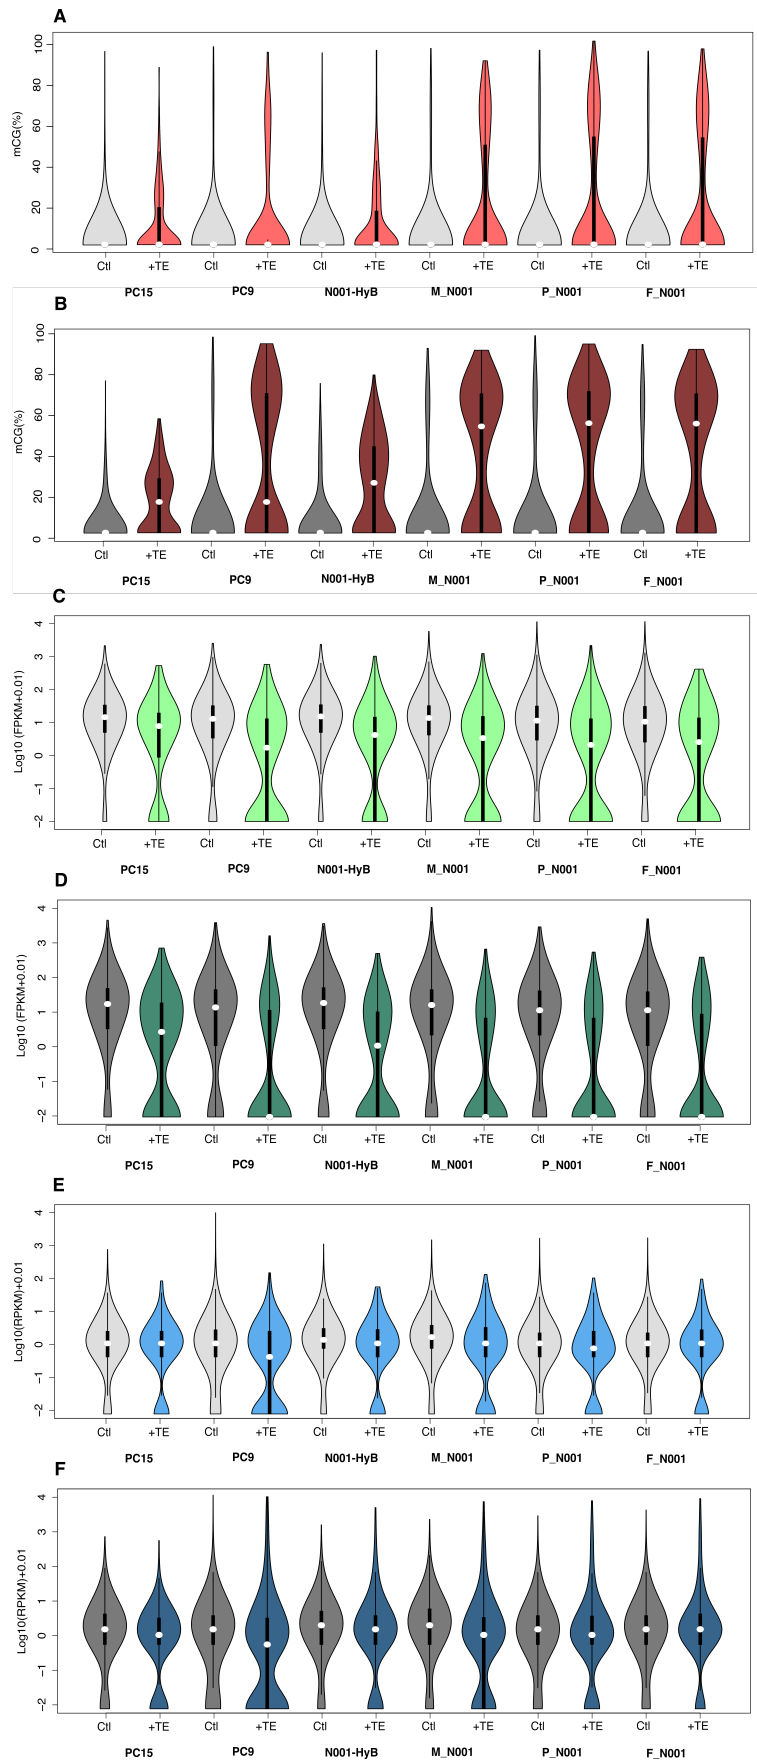 A
mCG(%)
100
80
60
40
20
0
Ctl +TE Ctl +TE Ctl +TE Ctl +TE Ctl +TE Ctl +TE
PC15 PC9 N001-HyB M_N001 P_N001 F_N001
B
mCG(%)
100
80
60
40
20
0
Ctl +TE Ctl +TE Ctl +TE Ctl +TE Ctl +TE Ctl +TE
PC15 PC9 N001-HyB M_N001 P_N001 F_N001
C
Log10 (FPKM+0.01)
4
3
2
1
0
−1
−2
Ctl +TE Ctl +TE Ctl +TE Ctl +TE Ctl +TE Ctl +TE
PC15 PC9 N001-HyB M_N001 P_N001 F_N001
D
Log10 (FPKM+0.01)
4
3
2
1
0
−1
−2
Ctl +TE Ctl +TE Ctl +TE Ctl +TE Ctl +TE Ctl +TE
PC15 PC9 N001-HyB M_N001 P_N001 F_N001
E
Log10(RPKM)+0.01
4
3
2
1
0
−1
−2
Ctl +TE Ctl +TE Ctl +TE Ctl +TE Ctl +TE Ctl +TE
PC15 PC9 N001-HyB M_N001 P_N001 F_N001
F
Log10(RPKM)+0.01
4
3
2
1
0
−1
−2
Ctl +TE Ctl +TE Ctl +TE Ctl +TE Ctl +TE Ctl +TE
PC15 PC9 N001-HyB M_N001 P_N001 F_N001